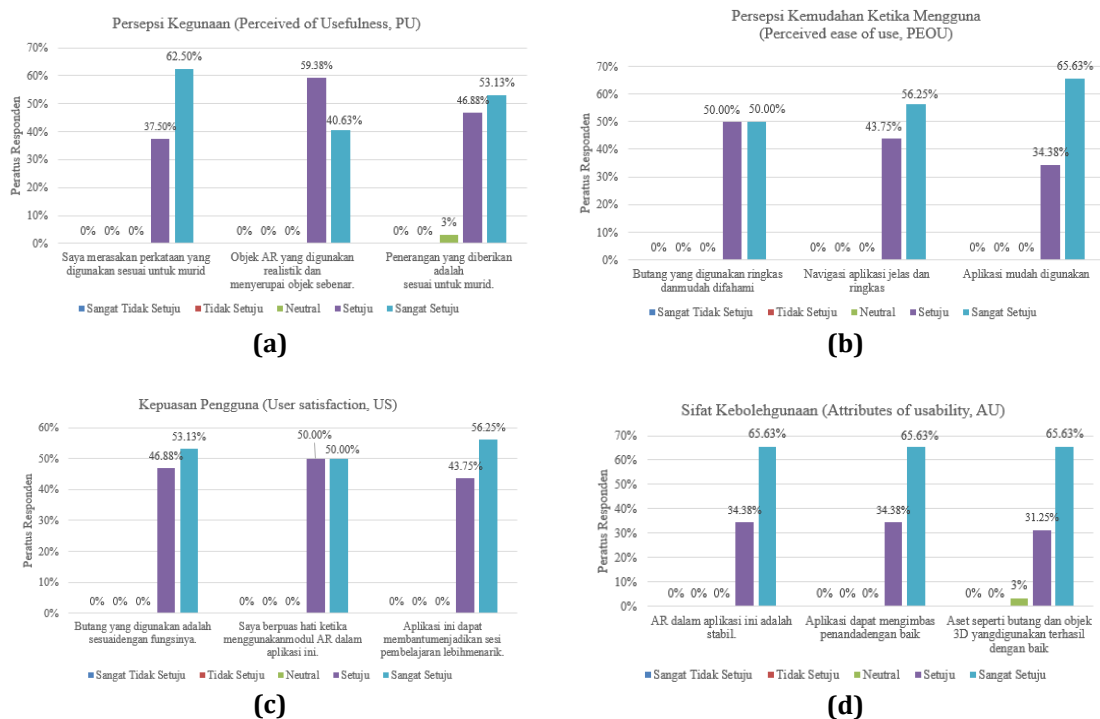 Persepsi Kegunaan (Perceived of Usefulness, PU)
70%
60%
50%
40%
30%
20%
10%
0%
Peratus Responden
0% 0% 0% 37.50% 62.50%
0% 0% 0% 59.38% 40.63%
0% 0% 3% 46.88% 53.13%
Saya merasakan perkataan yang
digunakan sesuai untuk murid
Objek AR yang digunakan
realistik dan
menyerupai objek sebenar.
Penerangan yang diberikan
adalah
sesuai untuk murid.
Sangat Tidak Setuju Tidak Setuju Neutral Setuju Sangat Setuju
(a)
Persepsi Kemudahan Ketika Mengguna
(Perceived ease of use, PEOU)
70%
60%
50%
40%
30%
20%
10%
0%
Peratus Responden
0% 0% 0% 50.00% 50.00%
0% 0% 0% 43.75% 56.25%
0% 0% 0% 34.38% 65.63%
Butang yang digunakan ringkas
danmudah difahami
Navigasi aplikasi jelas dan
ringkas
Aplikasi mudah digunakan
Sangat Tidak Setuju Tidak Setuju Neutral Setuju Sangat Setuju
(b)
Kepuasan Pengguna (User satisfaction, US)
60%
50%
40%
30%
20%
10%
0%
Peratus Responden
0% 0% 0% 46.88% 53.13%
0% 0% 0% 50.00% 50.00%
0% 0% 0% 43.75% 56.25%
Butang yang digunakan adalah
sesuaidengan fungsinya.
Saya berpuas hati ketika
menggunakanmodul AR dalam
aplikasi ini.
Aplikasi ini dapat
membantumenjadikan sesi
pembelajaran lebihmenarik.
Sangat Tidak Setuju Tidak Setuju Neutral Setuju Sangat Setuju
(c)
Sifat Kebolehgunaan (Attributes of usability, AU)
70%
60%
50%
40%
30%
20%
10%
0%
Peratus Responden
0% 0% 0% 34.38% 65.63%
0% 0% 0% 34.38% 65.63%
0% 0% 3% 31.25% 65.63%
AR dalam aplikasi ini adalah
stabil.
Aplikasi dapat mengimbas
penandadengan baik
Aset seperti butang dan objek
3D yangdigunakan terhasil
dengan baik
Sangat Tidak Setuju Tidak Setuju Neutral Setuju Sangat Setuju
(d)